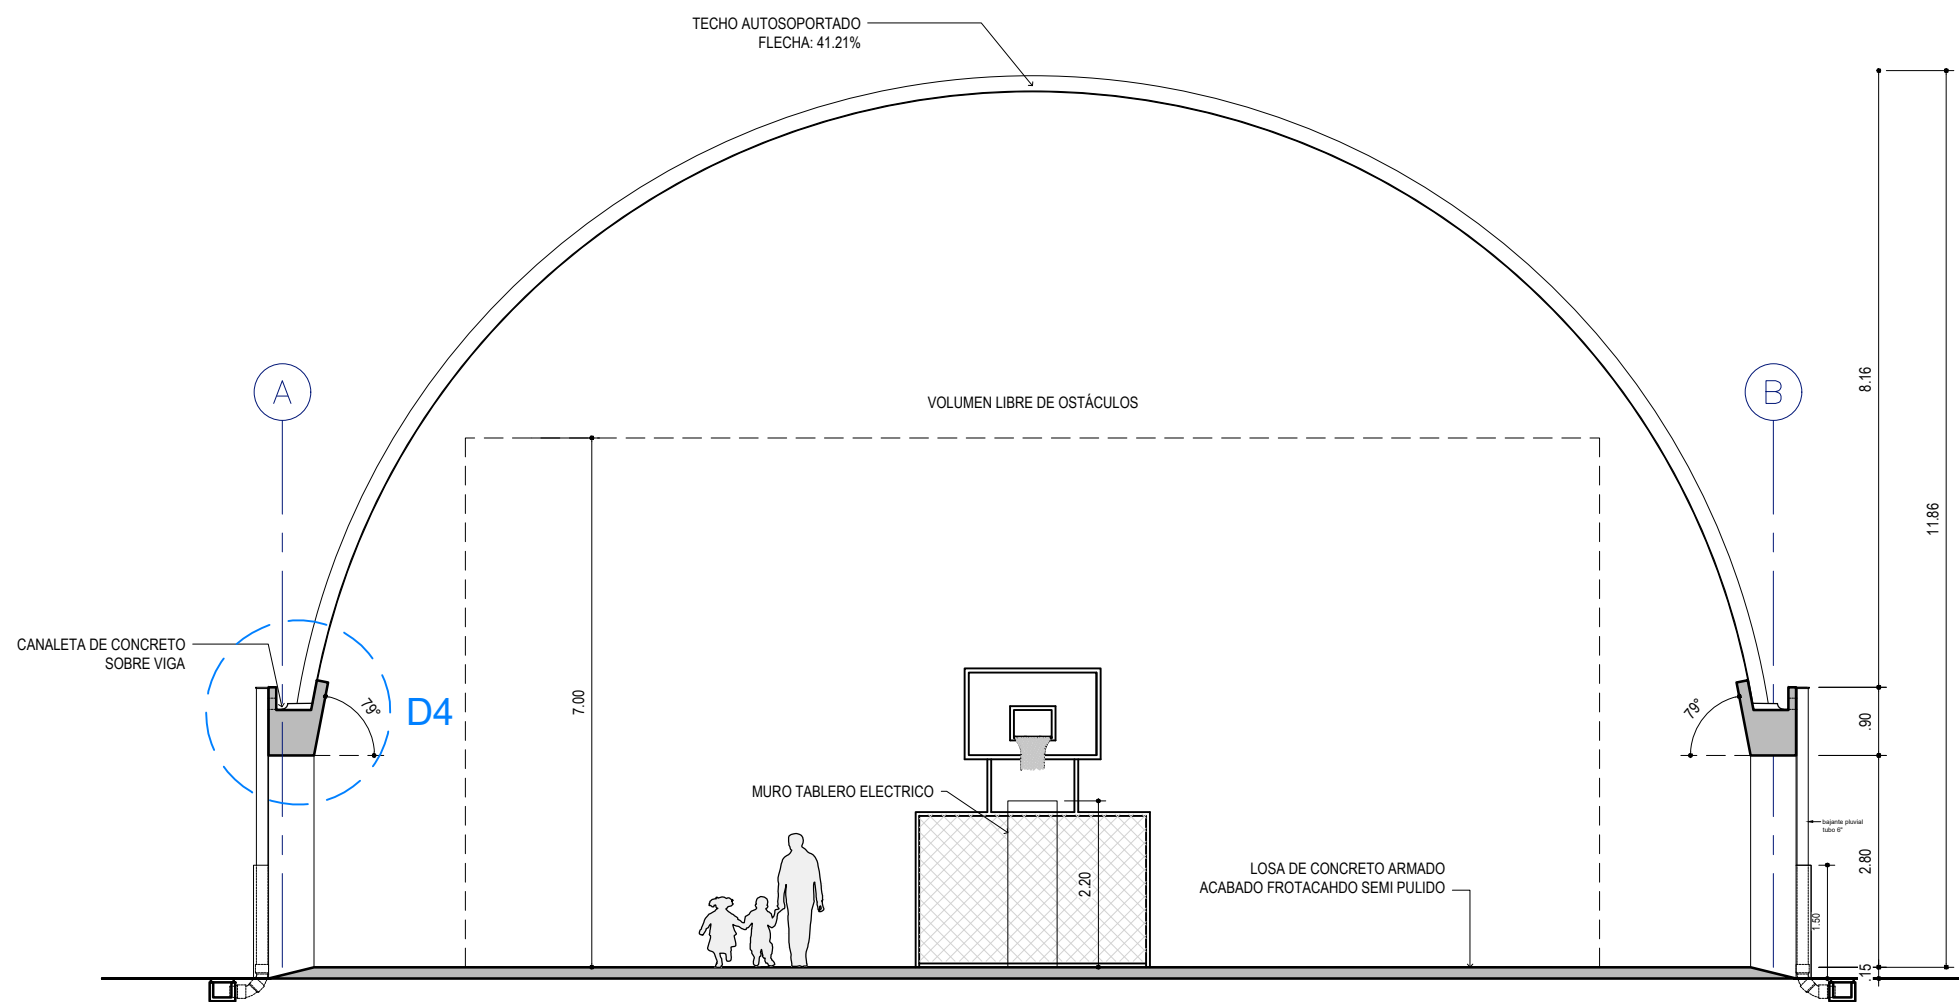 TECHO AUTOSOPORTADO
FLECHA: 41.21%
A
B
8.16
11.86
VOLUMEN LIBRE DE OSTÁCULOS
CANALETA DE CONCRETO
SOBRE VIGA
79°
D4
7.00
79°
.90
MURO TABLERO ELECTRICO
bajante pluvial
tubo 6"
2.20
LOSA DE CONCRETO ARMADO
ACABADO FROTACAHDO SEMI PULIDO
2.80
1.50
.15